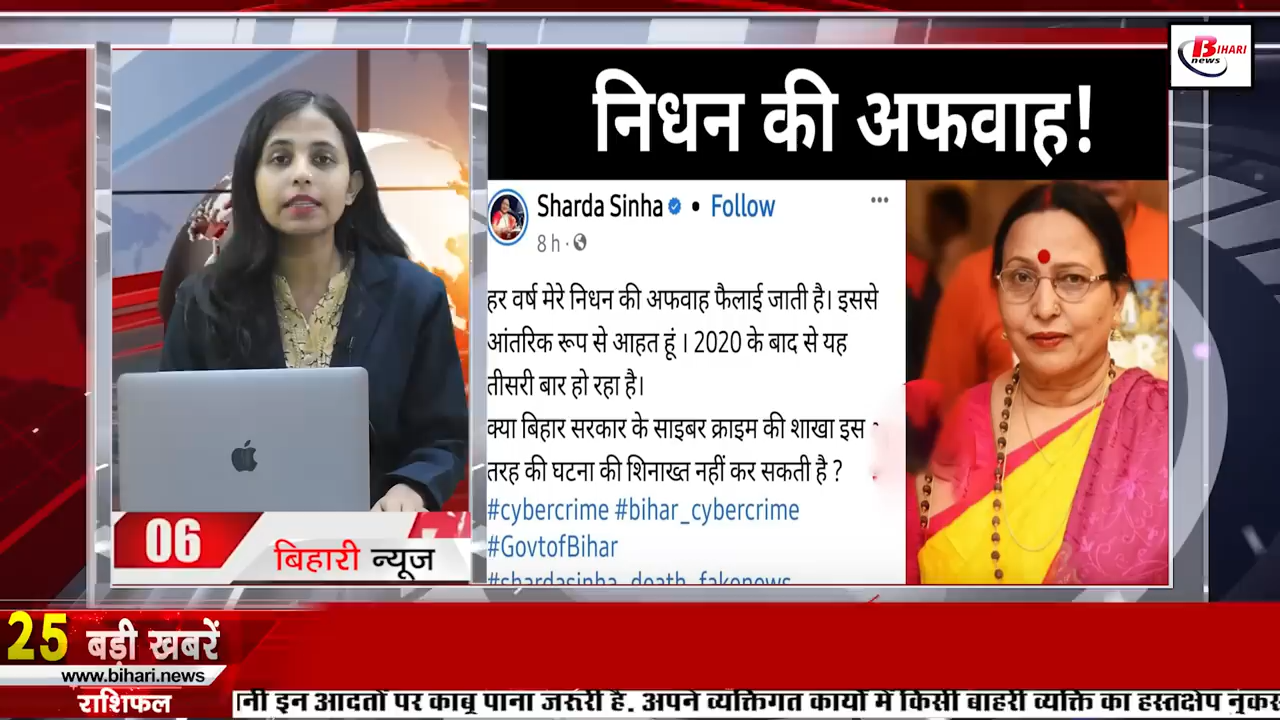 BIHARI
news
निधन की अफवाह!
Sharda Sinha • Follow
8 h ·
हर वर्ष मेरे निधन की अफवाह फैलाई जाती है। इससे
आंतरिक रूप से आहत हूं । 2020 के बाद से यह
तीसरी बार हो रहा है।
क्या बिहार सरकार के साइबर क्राइम की शाखा इस
तरह की घटना की शिनाख्त नहीं कर सकती है ?
#cybercrime #bihar_cybercrime
#GovtofBihar
#shardasinha_death_fakenews
06
बिहारी न्यूज
25 बड़ी खबरें
www.bihari.news
राशिफल
नी इन आदतों पर काबू पाना जरूरी है. अपने व्यक्तिगत कार्यो में किसी बाहरी व्यक्ति का हस्तक्षेप नुकस